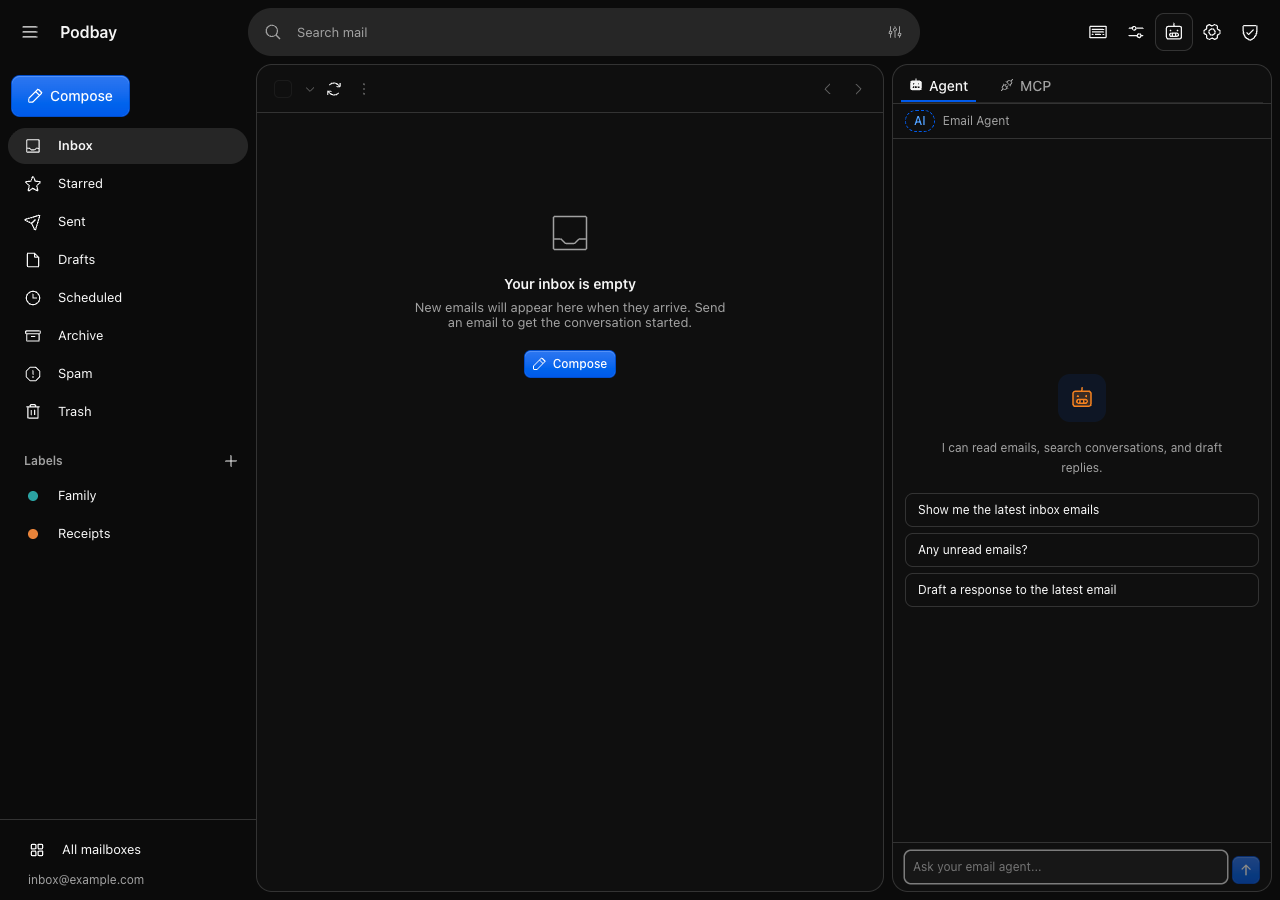 Podbay
Search mail
Compose
Inbox
Starred
Sent
Drafts
Scheduled
Archive
Spam
Trash
Labels
Family
Receipts
All mailboxes
inbox@example.com
Your inbox is empty
New emails will appear here when they arrive. Send
an email to get the conversation started.
Compose
Agent
MCP
AI
Email Agent
I can read emails, search conversations, and draft
replies.
Show me the latest inbox emails
Any unread emails?
Draft a response to the latest email
Ask your email agent...